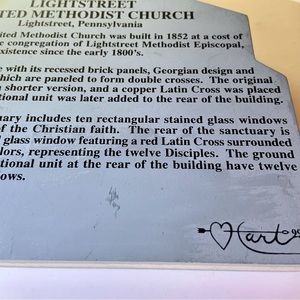 LIGHTSTREET
TED METHODIST CHURCH
Lightstreet, Pennsylvania
ited Methodist Church was built in 1852 at a cost of
e congregation of Lightstreet Methodist Episcopal,
existence since the early 1800's.
e with its recessed brick panels, Georgian design and
hich are paneled to form double crosses. The original
shorter version, and a copper Latin Cross was placed
tional unit was later added to the rear of the building.
uary includes ten rectangular stained glass windows
of the Christian faith. The rear of the sanctuary is
l glass window featuring a red Latin Cross surrounded
lors, representing the twelve Disciples. The ground
tional unit at the rear of the building have twelve
dows.
Hart